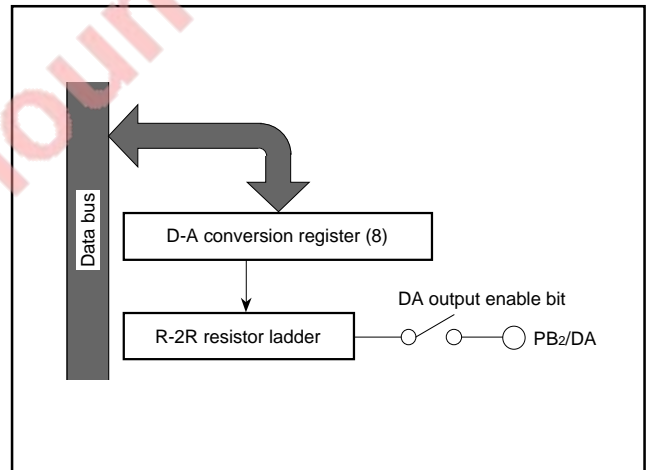 Data bus
D-A conversion register (8)
DA output enable bit
R-2R resistor ladder
PB2/DA